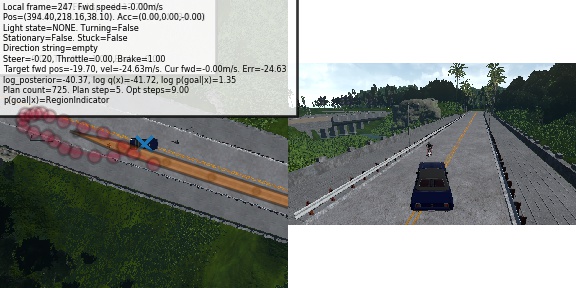 Local frame=247. Fwd speed=-0.00m/s
Pos=(394.40,218.16,38.10). Acc=(0.00,0.00,-0.00)
Light state=NONE. Turning=False
Stationary=False. Stuck=False
Direction string=empty
Steer=-0.20, Throttle=0.00, Brake=1.00
Target fwd pos=-19.70, vel=-24.63m/s. Cur fwd=-0.00m/s. Err=-24.63
log_posterior=-40.37, log q(x)=-41.72, log p(goal|x)=1.35
Plan count=725. Plan step=5. Opt steps=9.00
p(goal|x)=RegionIndicator